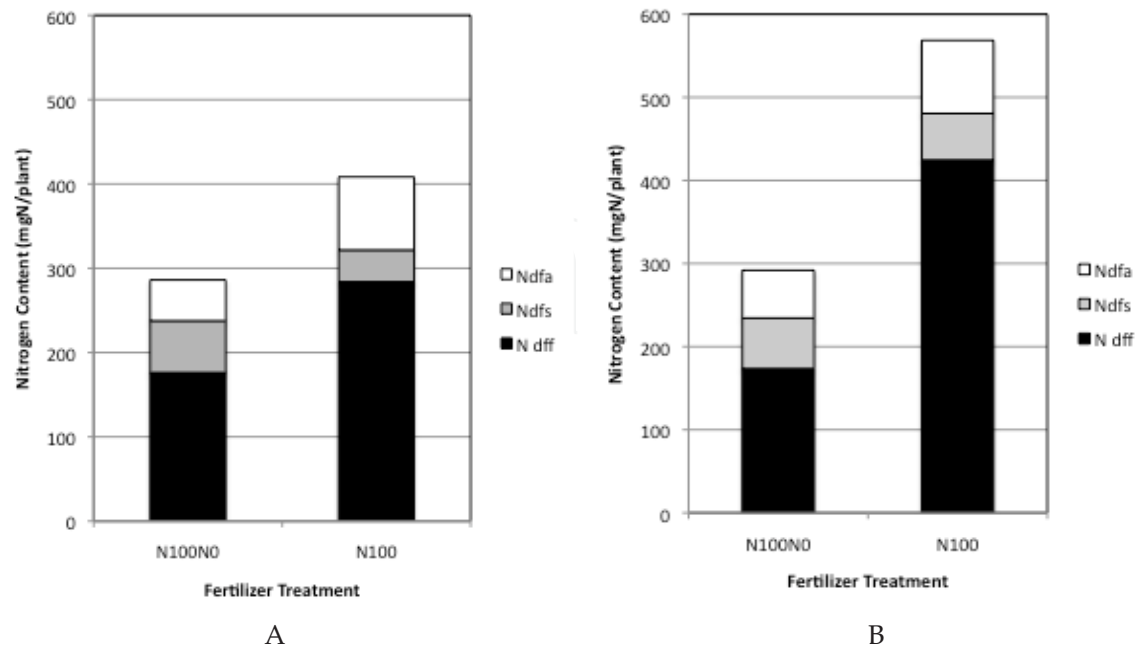 Nitrogen Content (mgN/plant)
600
500
400
300
200
100
0
N100N0 N100
Fertilizer Treatment
Ndfa
Ndfs
N dff
A
Nitrogen Content (mgN/plant)
600
500
400
300
200
100
0
N100N0 N100
Fertilizer Treatment
Ndfa
Ndfs
N dff
B